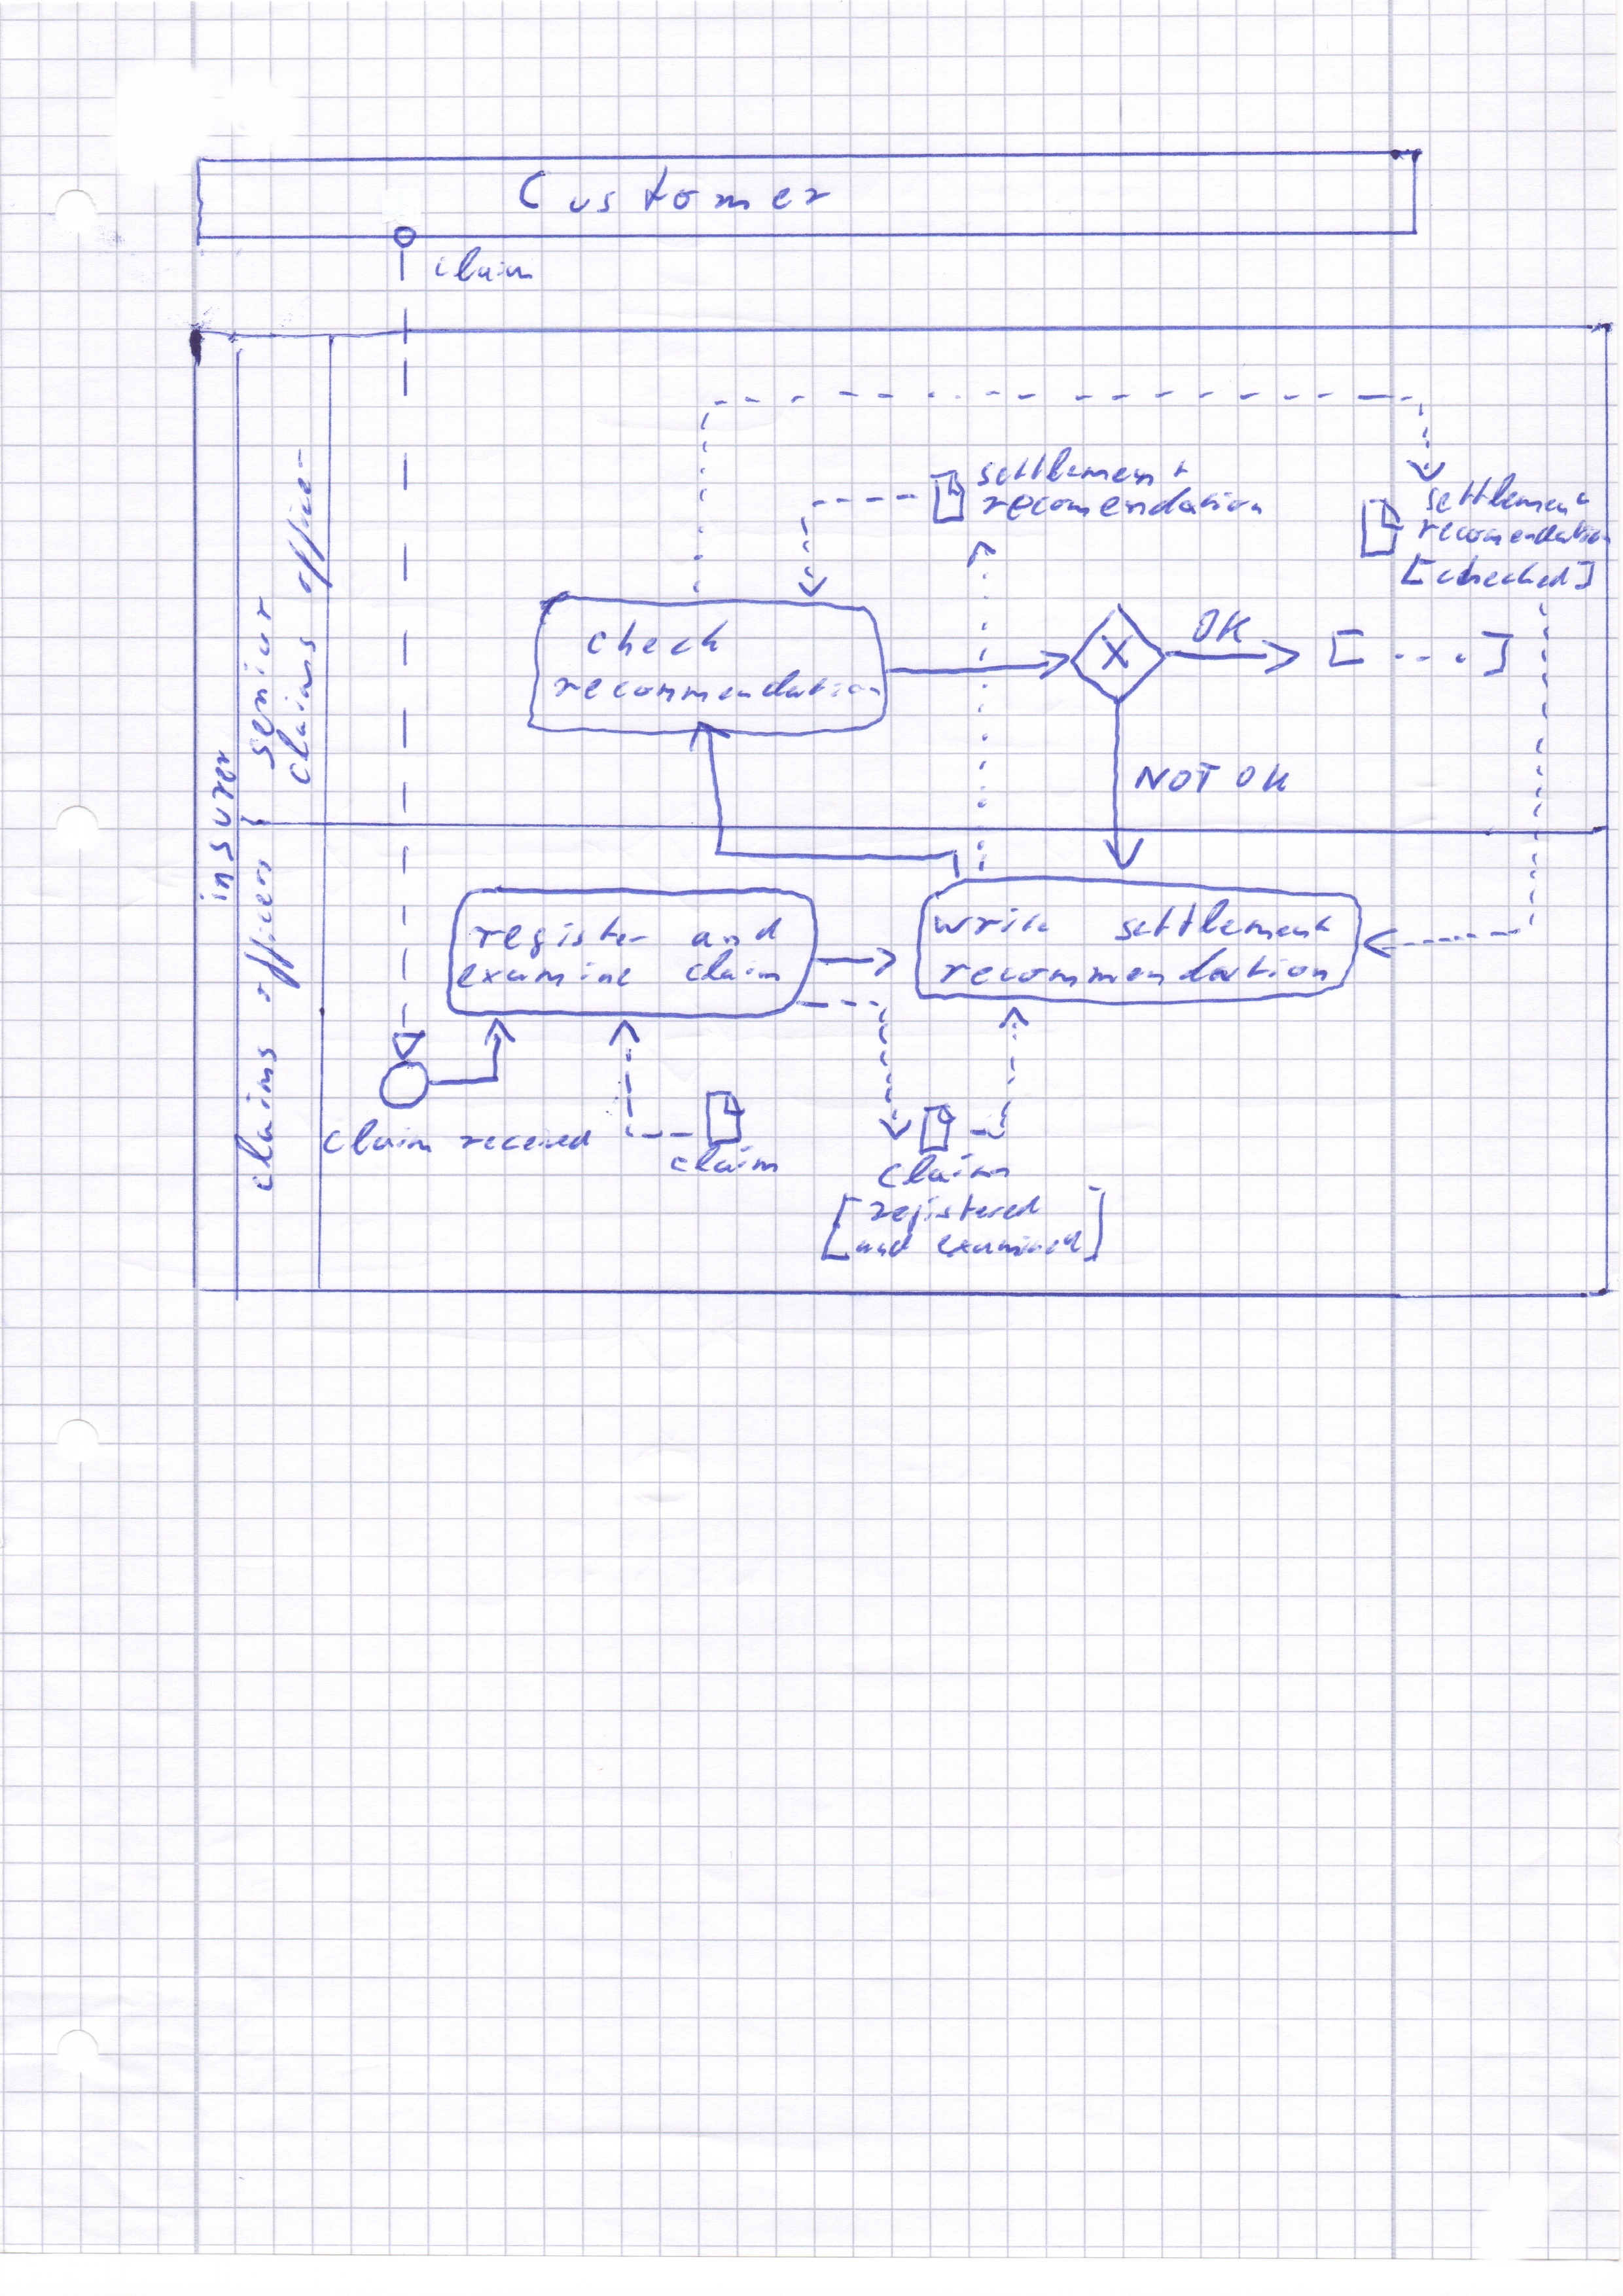 Customer
claim
insurer
senior
claims officer
claims officer
settlement
recomendation
settlement
recomendation
[checked]
check
recommendation
X
OK
[ .... ]
NOT OK
register and
examine claim
write settlement
recommendation
claim received
claim
claim
[registered
and examined]